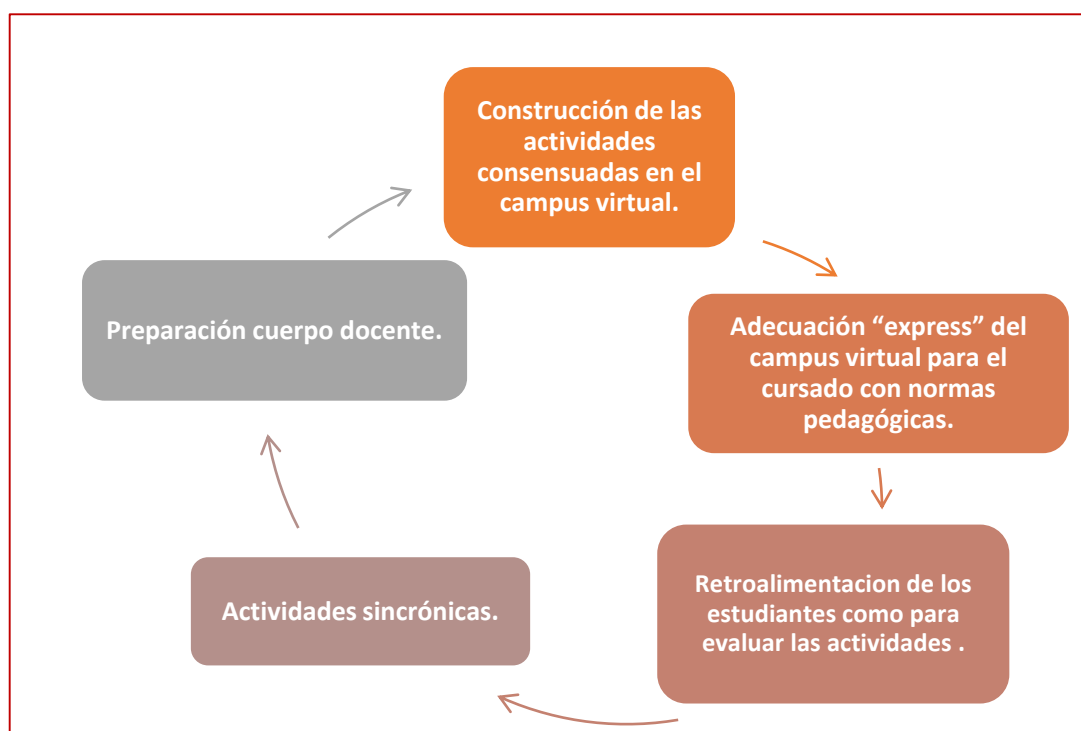 Construcción de las
actividades
consensuadas en el
campus virtual.
Adecuación “express” del
campus virtual para el
cursado con normas
pedagógicas.
Retroalimentacion de los
estudiantes como para
evaluar las actividades .
Actividades sincrónicas.
Preparación cuerpo docente.